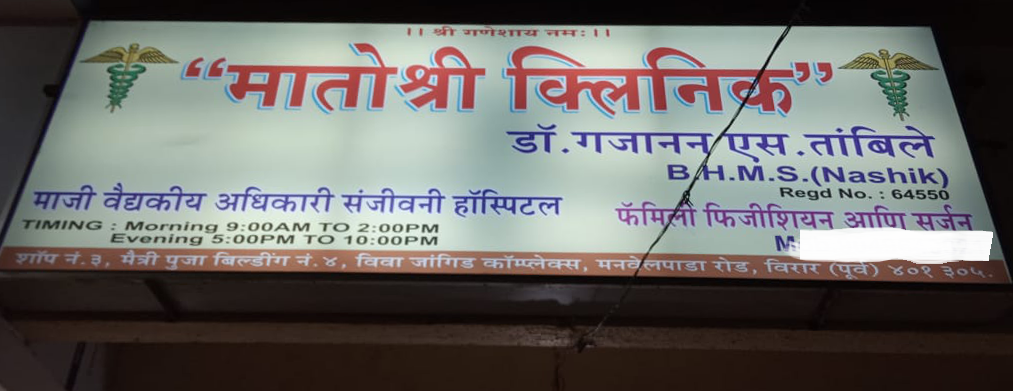 ।। श्री गणेशाय नमः ।।
“मातोश्री क्लिनिक”
डॉ. गजानन एस. तांबिले
B.H.M.S.(Nashik)
Regd No. : 64550
माजी वैद्यकीय अधिकारी संजीवनी हॉस्पिटल
फॅमिली फिजीशियन आणि सर्जन
TIMING : Morning 9:00AM TO 2:00PM
Evening 5:00PM TO 10:00PM
शॉप नं.३, मैत्री पुजा बिल्डींग नं.४, विवा जांगिड कॉम्प्लेक्स, मनवेलपाडा रोड, विरार (पूर्व) ४०१ ३०५.